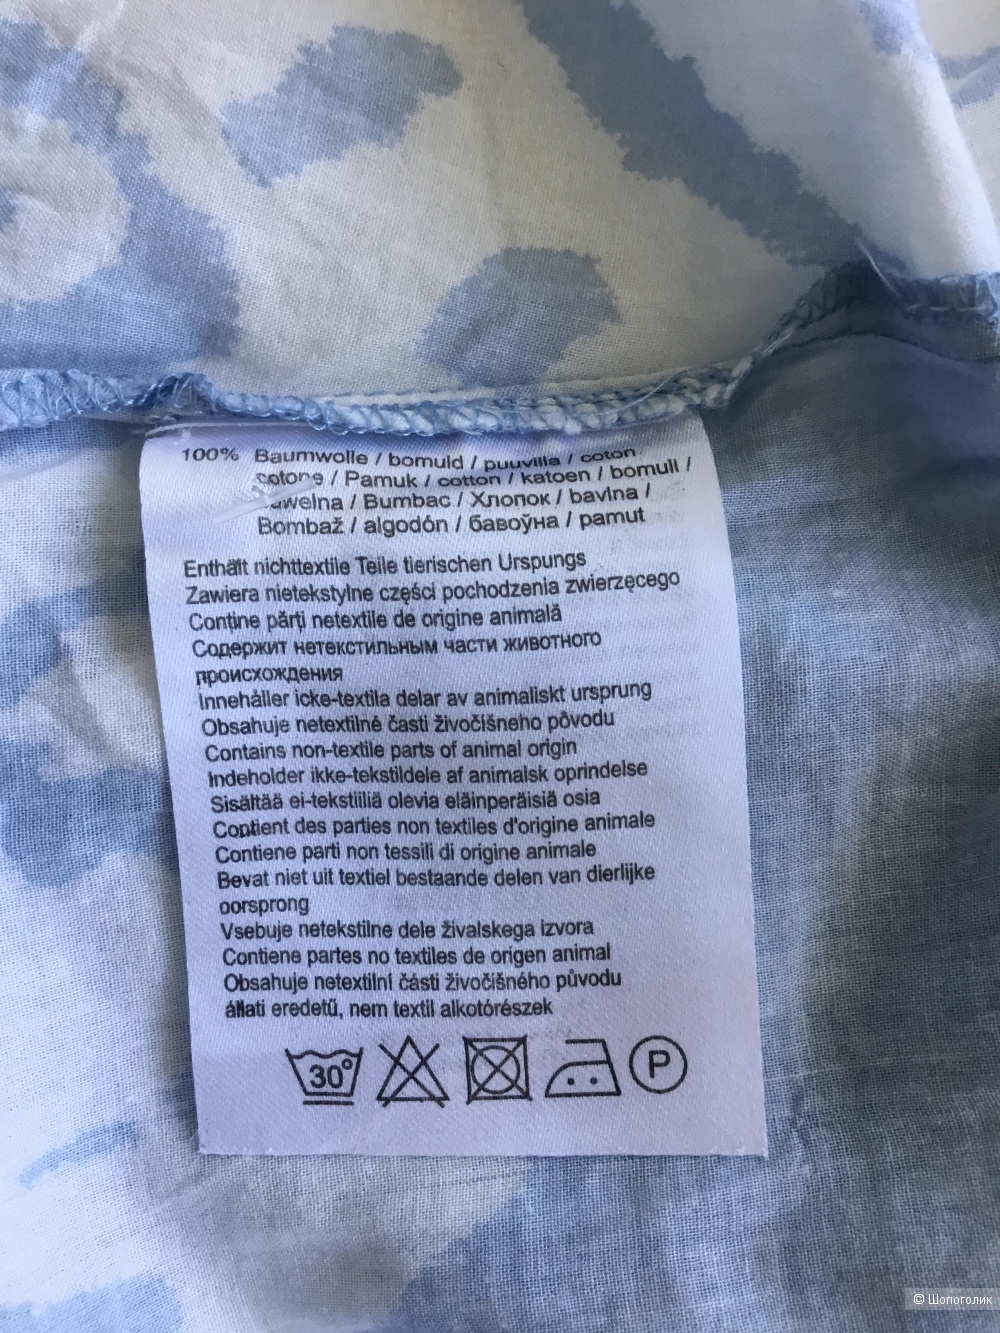 100% Baumwolle / bomuld / puuvilla / coton
cotone / Pamuk / cotton / katoen / bomull /
/ Bumbac / Хлопок / bavlna /
Bombaž / algodón / бавоўна / pamut
Enthält nichttextile Teile tierischen Urspungs
Zawiera nietekstylne części pochodzenia zwierzęcego
Conține părți netextile de origine animală
Содержит нетекстильным части животного
происхождения
Innehåller icke-textila delar av animaliskt ursprung
Obsahuje netextilné časti živočišneho pôvodu
Contains non-textile parts of animal origin
Indeholder ikke-tekstildele af animalsk oprindelse
Sisältää ei-tekstiiliä olevia eläinperäisiä osia
Contient des parties non textiles d'origine animale
Contiene parti non tessili di origine animale
Bevat niet uit textiel bestaande delen van dierlijke
oorsprong
Vsebuje netekstilne dele živalskega izvora
Contiene partes no textiles de origen animal
Obsahuje netextilní části živočišného původu
állati eredetű, nem textil alkotórészek
30° P
© Шопоголик